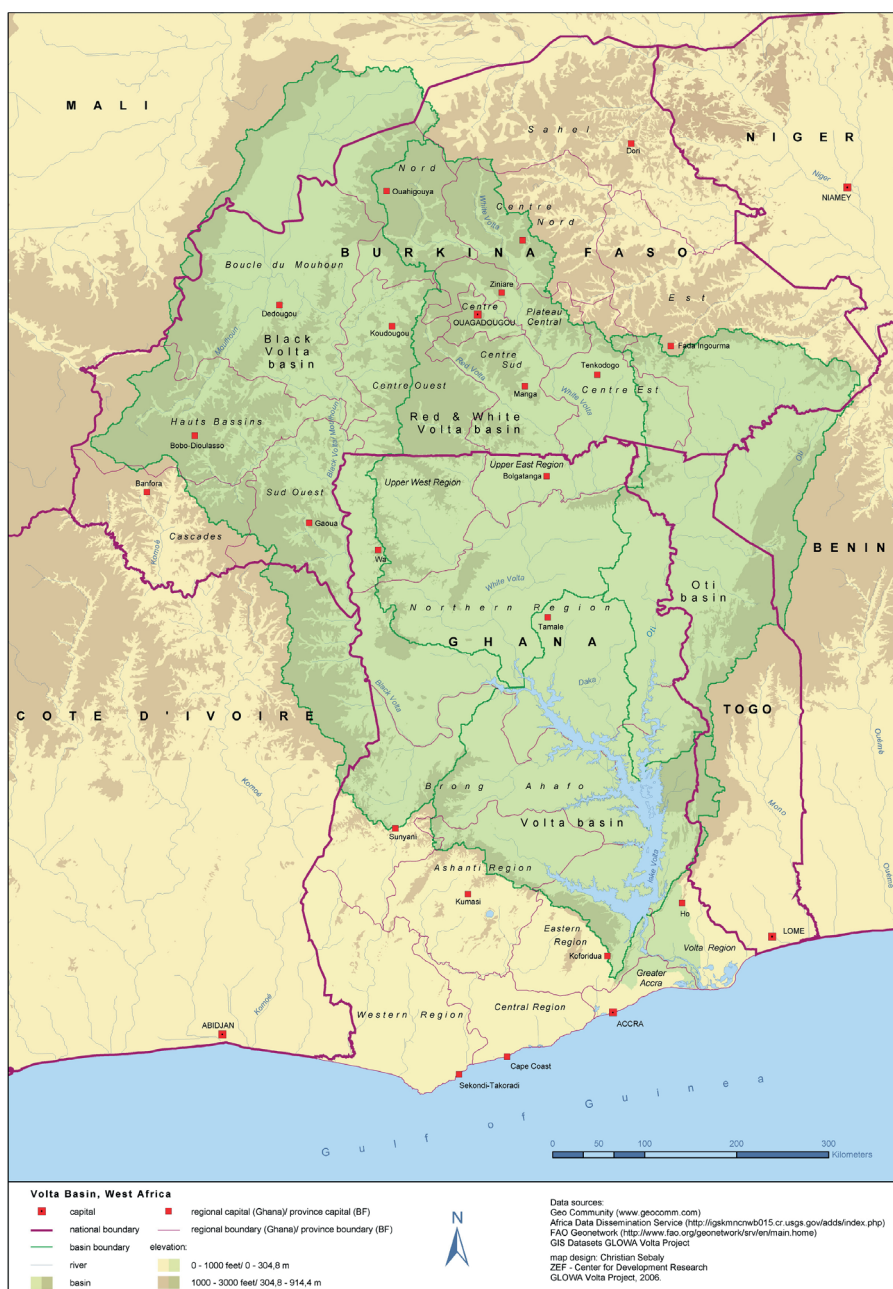 MALI
NIGER
Sahel
Dori
Niger
NIAMEY
Nord
Ouahigouya
White Volta
Centre
Nord
BURKINA FASO
Boucle du Mouhoun
Ziniare
Est
Dedougou
Centre
Plateau
Central
OUAGADOUGOU
Koudougou
Black
Volta
basin
Mouhoun
Fada Ingourma
Centre
Sud
Red Volta
Tenkodogo
Centre Ouest
Manga
White Volta
Centre Est
Hauts Bassins
Red & White
Volta basin
Bobo-Dioulasso
Black Volta/ Mouhoun
Upper East Region
Bolgatanga
Upper West Region
Oti
Banfora
Sud Ouest
Gaoua
Cascades
Komoé
Wa
BENIN
White Volta
Oti
basin
Northern Region
Tamale
GHANA
Oti
Daka
Black Volta
COTE D'IVOIRE
TOGO
Ouémé
Komoé
Komoé
Brong Ahafo
Mono
Volta basin
Sunyani
lake Volta
Ashanti Region
Kumasi
Ouémé
Ho
Eastern
Region
LOME
Volta Region
Koforidua
Greater
Accra
Komoé
Western Region
Central Region
ACCRA
ABIDJAN
Cape Coast
Sekondi-Takoradi
Gulf of Guinea
0 50 100 200 300
Kilometers
Volta Basin, West Africa
capital
regional capital (Ghana)/ province capital (BF)
national boundary
regional boundary (Ghana)/ province boundary (BF)
basin boundary
elevation:
river
0 - 1000 feet/ 0 - 304,8 m
basin
1000 - 3000 feet/ 304,8 - 914,4 m
N
Data sources:
Geo Community (www.geocomm.com)
Africa Data Dissemination Service (http://igskmncnwb015.cr.usgs.gov/adds/index.php)
FAO Geonetwork (http://www.fao.org/geonetwork/srv/en/main.home)
GIS Datasets GLOWA Volta Project
map design: Christian Sebaly
ZEF - Center for Development Research
GLOWA Volta Project, 2006.